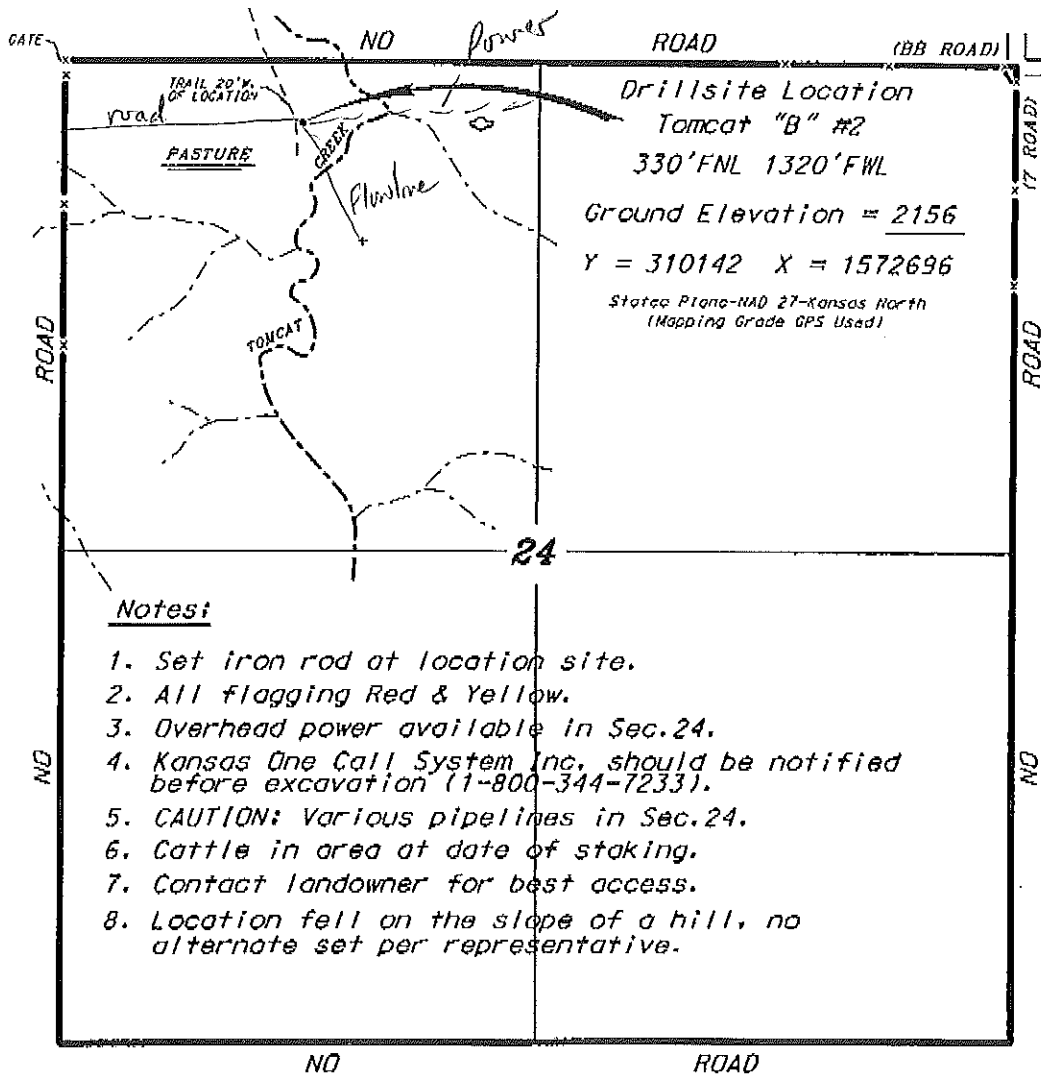 NO ROAD (BB ROAD)
Power
GATE
TRAIL 20'W. OF LOCATION
road
PASTURE
CREEK
Flowline
TOMCAT
Drillsite Location
Tomcat "B" #2
330'FNL 1320'FWL
Ground Elevation = 2156
Y = 310142 X = 1572696
States Plane-NAD 27-Kansas North
(Mapping Grade GPS Used)
(7 ROAD)
ROAD
ROAD
24
Notes:
1. Set iron rod at location site.
2. All flagging Red & Yellow.
3. Overhead power available in Sec.24.
4. Kansas One Call System Inc. should be notified
before excavation (1-800-344-7233).
5. CAUTION: Various pipelines in Sec.24.
6. Cattle in area at date of staking.
7. Contact landowner for best access.
8. Location fell on the slope of a hill, no
alternate set per representative.
NO
NO
NO ROAD